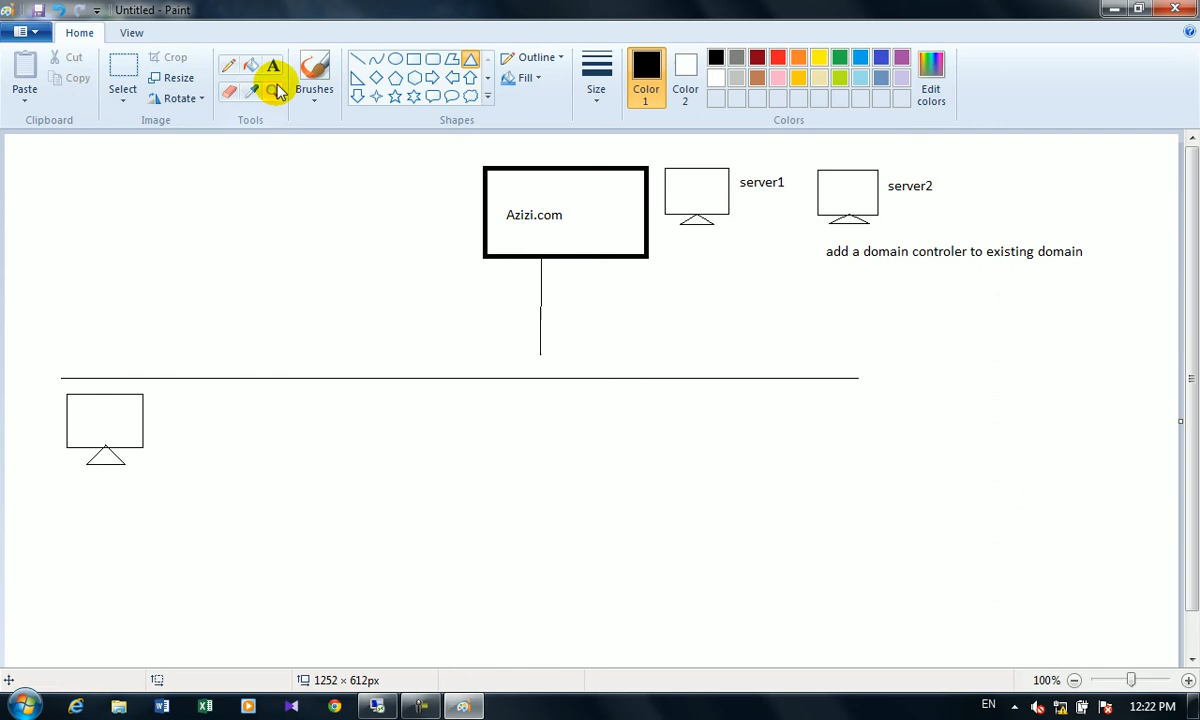 Untitled - Paint
Home
View
Paste
Cut
Copy
Clipboard
Select
Crop
Resize
Rotate
Image
A
Tools
Brushes
Outline
Fill
Shapes
Size
Color 1
Color 2
Edit colors
Colors
Azizi.com
server1
server2
add a domain controler to existing domain
1252 × 612px
100%
EN
12:22 PM